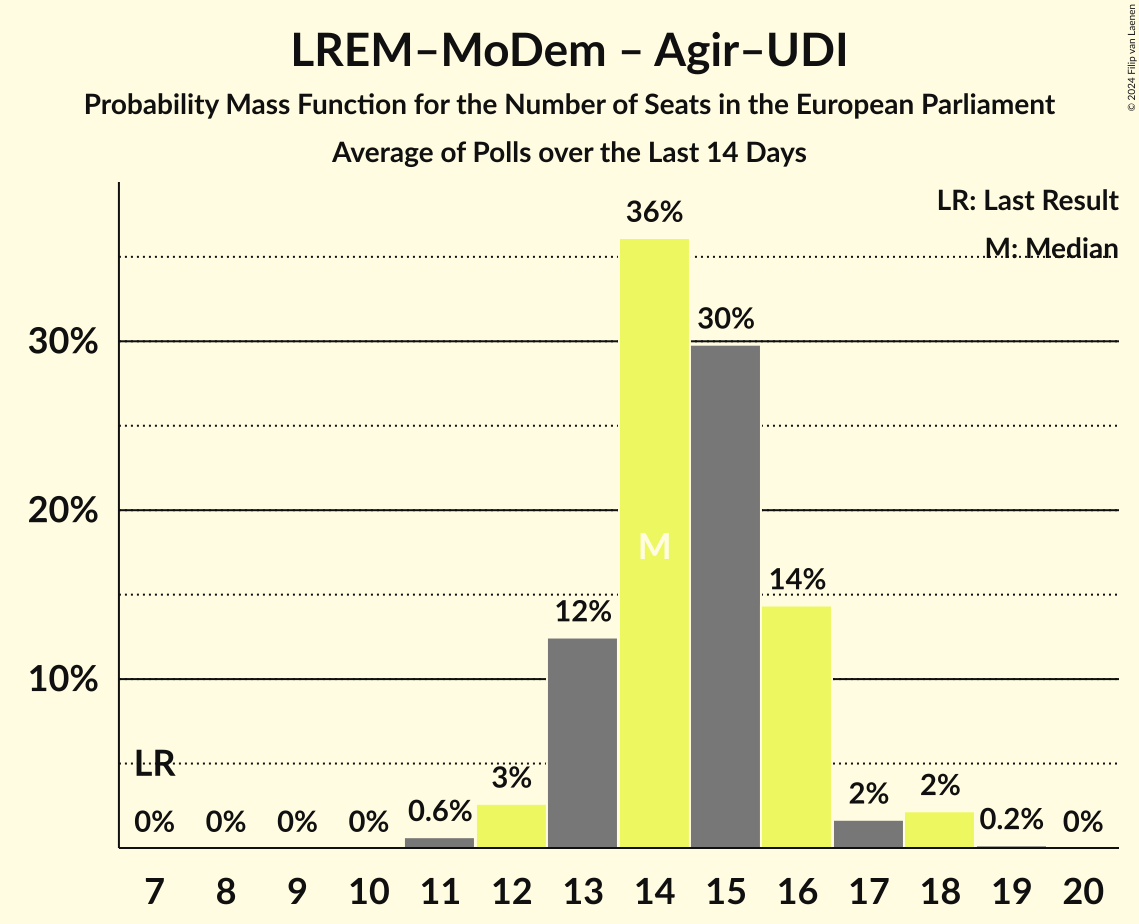 LREM–MoDem – Agir–UDI
Probability Mass Function for the Number of Seats in the European Parliament
Average of Polls over the Last 14 Days
© 2024 Filip van Laenen
LR: Last Result
M: Median
36%
30%
30%
20%
M
14%
12%
10%
LR
3%
2%
2%
0.6%
0.2%
0%
0%
0%
0%
0%
7 8 9 10 11 12 13 14 15 16 17 18 19 20